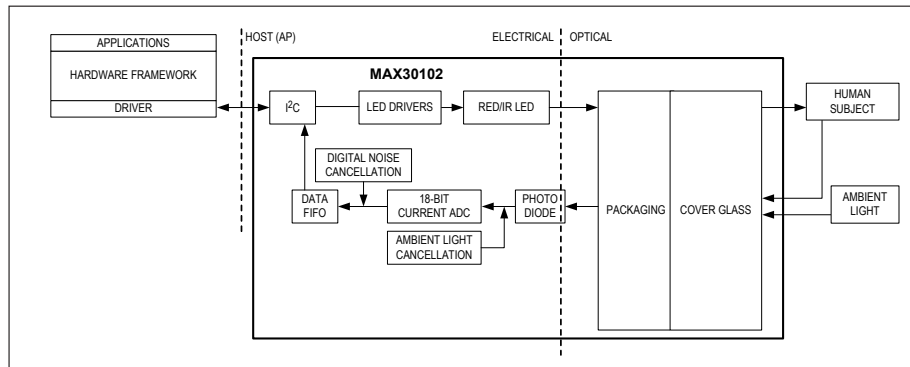 APPLICATIONS
HARDWARE FRAMEWORK
DRIVER
HOST (AP)
ELECTRICAL
OPTICAL
MAX30102
I²C
LED DRIVERS
RED/IR LED
HUMAN
SUBJECT
DIGITAL NOISE
CANCELLATION
DATA
FIFO
18-BIT
CURRENT ADC
PHOTO
DIODE
AMBIENT LIGHT
CANCELLATION
PACKAGING
COVER GLASS
AMBIENT
LIGHT